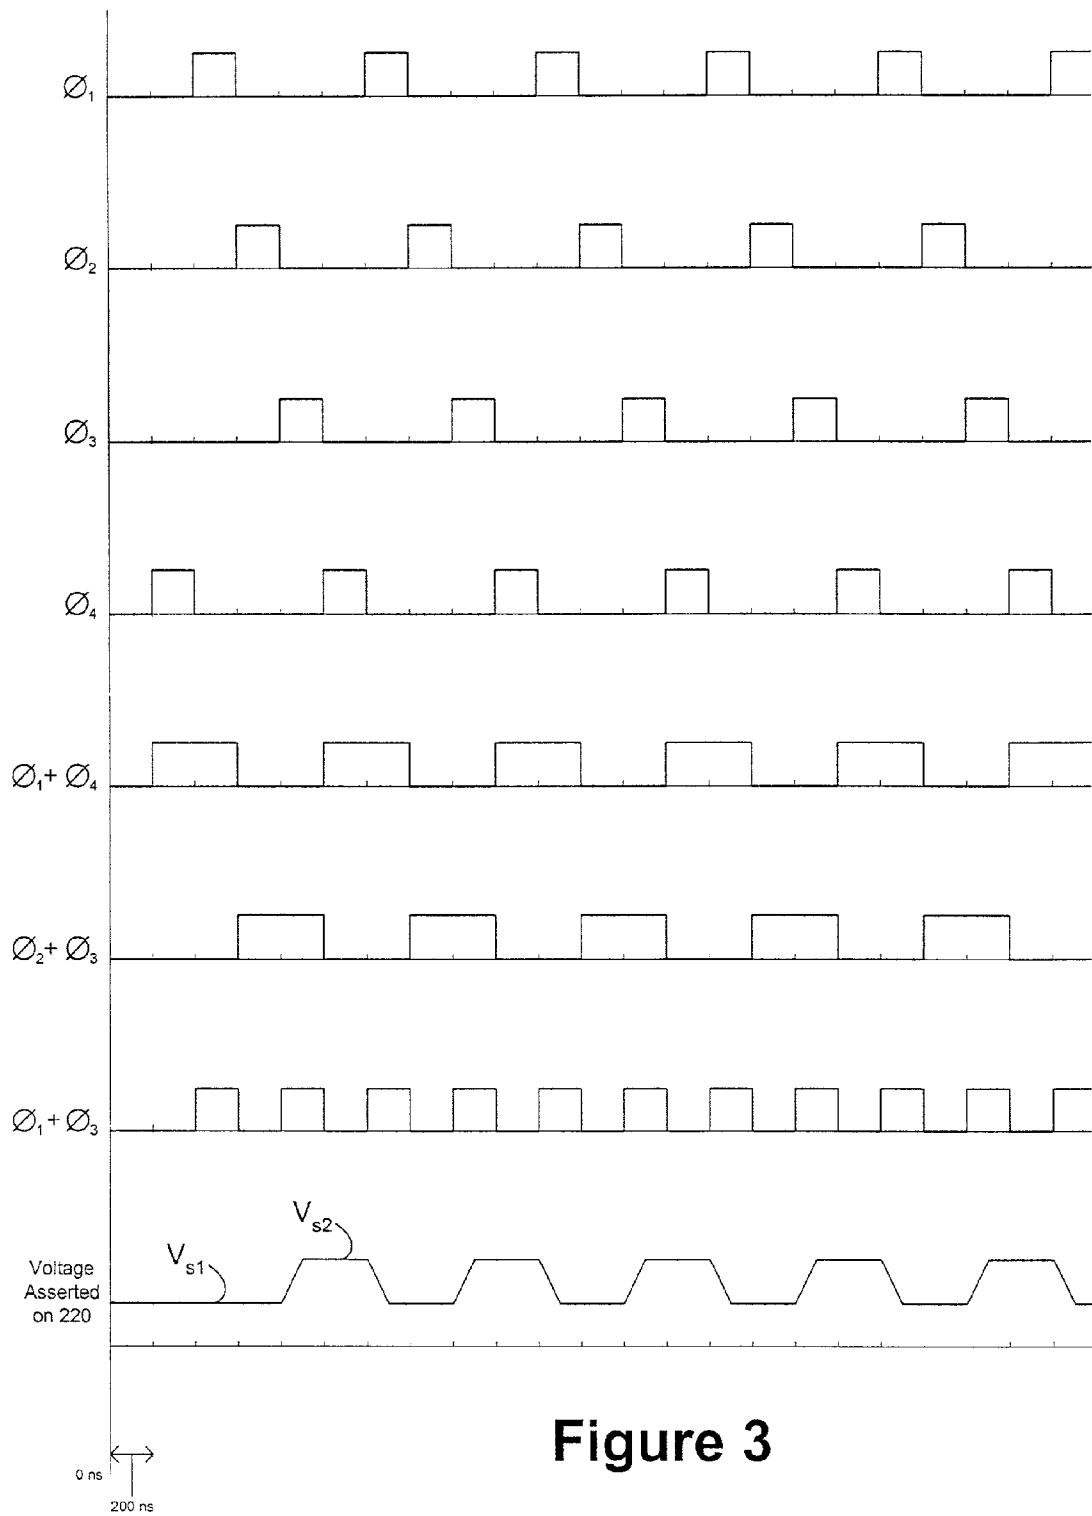 ∅₁
∅₂
∅₃
∅₄
∅₁+ ∅₄
∅₂+ ∅₃
∅₁+ ∅₃
Vs2
Vs1
Voltage
Asserted
on 220
Figure 3
0 ns
200 ns